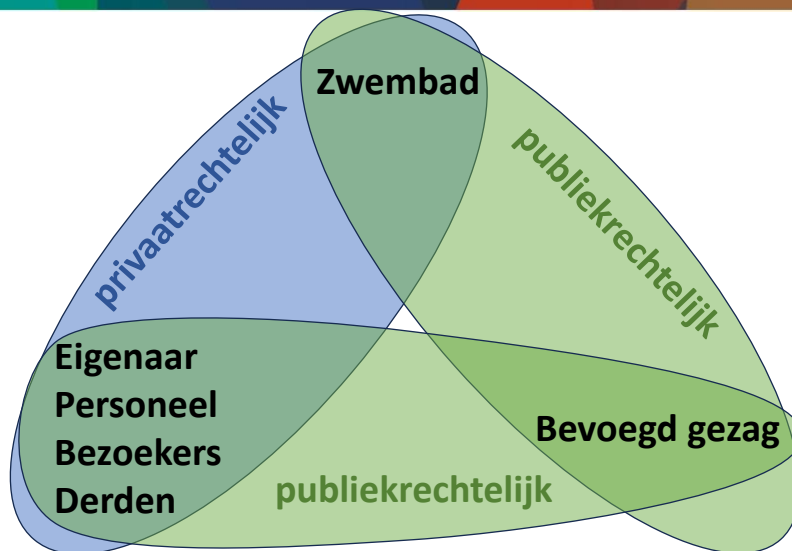 Zwembad
privaatrechtelijk
publiekrechtelijk
Eigenaar
Personeel
Bezoekers
Derden
Bevoegd gezag
publiekrechtelijk